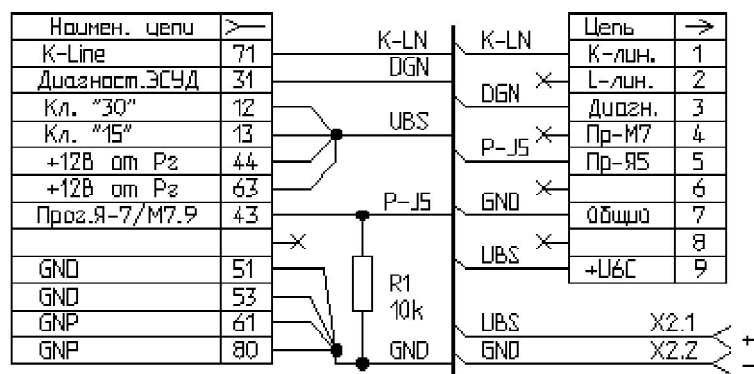 Наимен. цепи
K-Line 71
Диагност.ЭСУД 31
Кл. "30" 12
Кл. "15" 13
+12В от Рг 44
+12В от Рг 63
Прог.Я-7/М7.9 43
GND 51
GND 53
GNP 61
GNP 80
K-LN
DGN
UBS
P-J5
R1
10k
GND
K-LN
DGN
P-J5
GND
UBS
UBS X2.1 +
GND X2.2 –
Цепь
К-лин. 1
L-лин. 2
Диагн. 3
Пр-М7 4
Пр-Я5 5
6
Общий 7
8
+Uбс 9